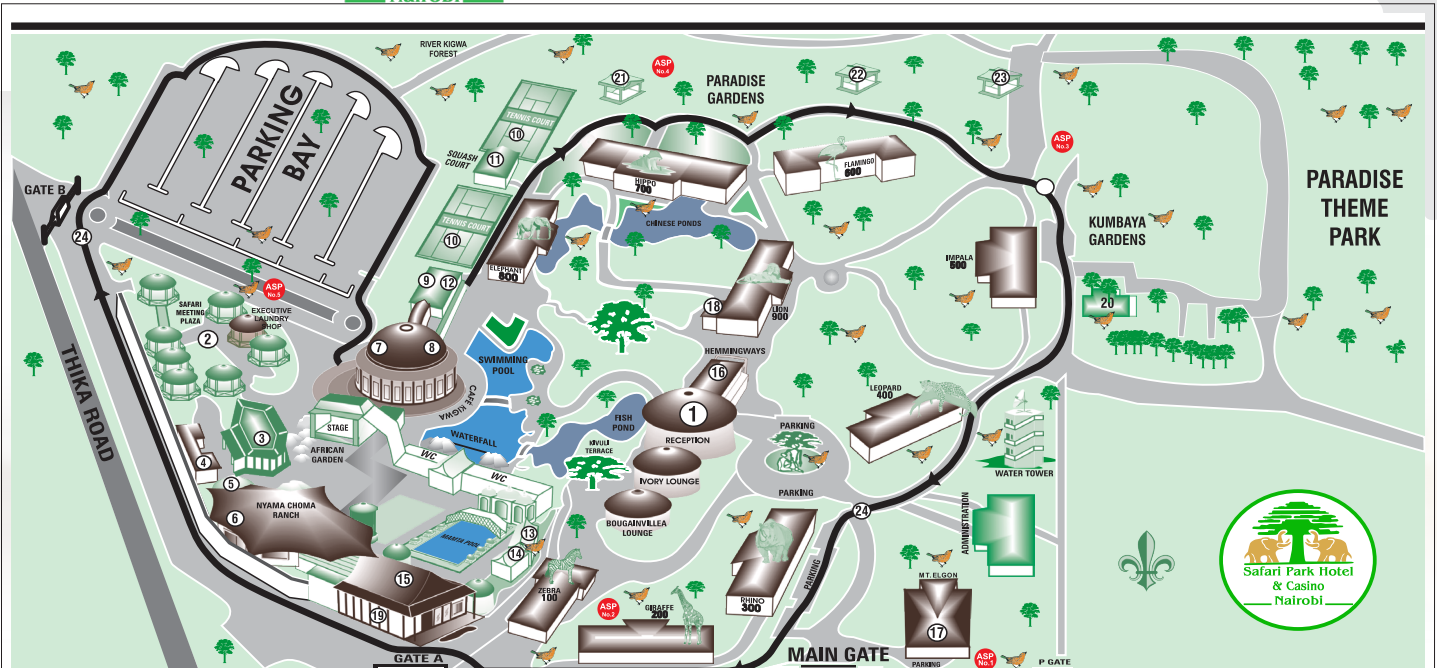 Nairobi
RIVER KIGWA
FOREST
21
ASP
No.4
PARADISE
GARDENS
22
23
PARKING
BAY
TENNIS COURT
10
11
SQUASH
COURT
ASP
No.3
GATE B
24
HIPPO
700
FLAMINGO
600
PARADISE
THEME
PARK
TENNIS COURT
10
CHINESE PONDS
KUMBAYA
GARDENS
ELEPHANT
800
IMPALA
500
9
12
ASP
No.5
SAFARI
MEETING
PLAZA
EXECUTIVE
LAUNDRY
SHOP
2
18
LION
900
20
7
8
SWIMMING
POOL
HEMMINGWAYS
16
THIKA ROAD
CAFÉ KIGWA
LEOPARD
400
1
RECEPTION
FISH
POND
PARKING
STAGE
3
WATERFALL
AFRICAN
GARDEN
KIVULI
TERRACE
4
WC
WC
IVORY LOUNGE
WATER TOWER
5
PARKING
NYAMA CHOMA
RANCH
6
BOUGAINVILLEA
LOUNGE
24
ADMINISTRATION
MAMTA POOL
13
14
15
ZEBRA
100
RHINO
300
PARKING
MT. ELGON
Safari Park Hotel
& Casino
Nairobi
ASP
No.2
GIRAFFE
200
19
17
GATE A
MAIN GATE
PARKING
ASP
No.1
P GATE